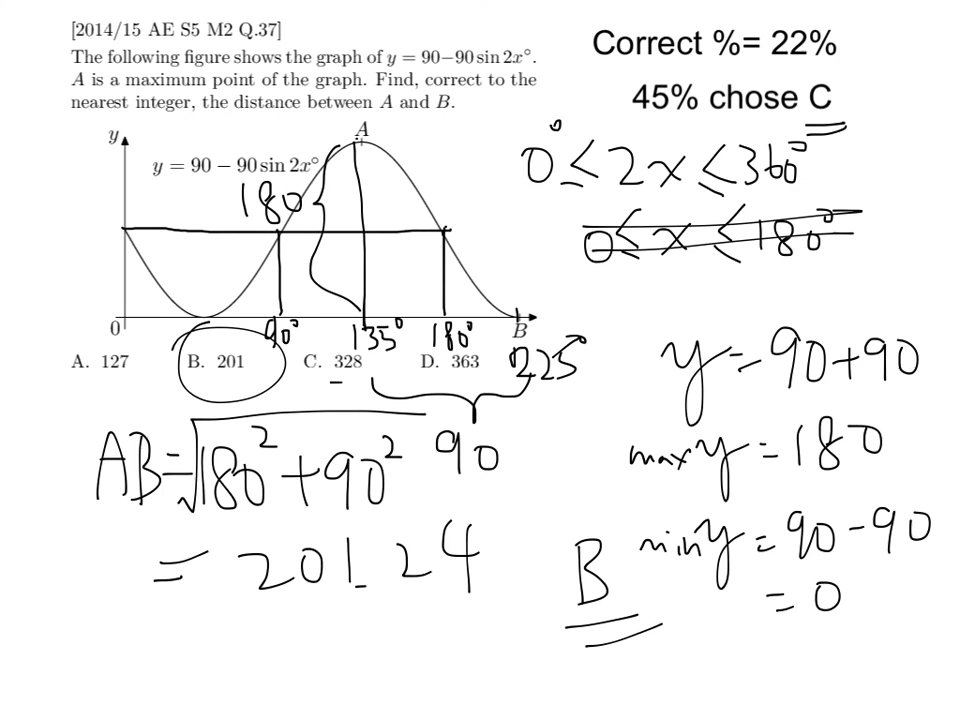 [2014/15 AE S5 M2 Q.37]
The following figure shows the graph of y = 90−90 sin 2x°.
A is a maximum point of the graph. Find, correct to the
nearest integer, the distance between A and B.
Correct %= 22%
45% chose C
0° ≤ 2x ≤ 360°
0 ≤ x ≤ 180°
y
A
y = 90 − 90 sin 2x°
180
0
90°
135°
180°
B
225°
A. 127
B. 201
C. 328
D. 363
90
AB = √180² + 90²
= 201.24
y = 90 + 90
max y = 180
min y = 90 − 90
= 0
B